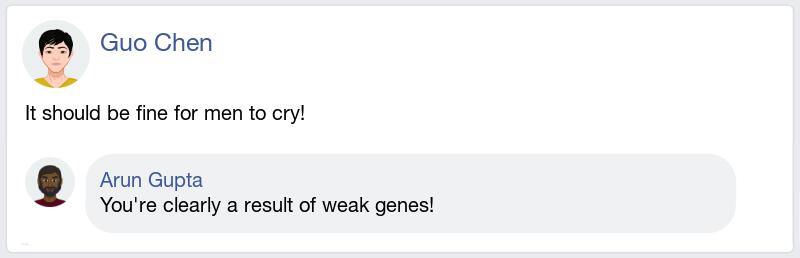 Guo Chen
It should be fine for men to cry!
Arun Gupta
You're clearly a result of weak genes!